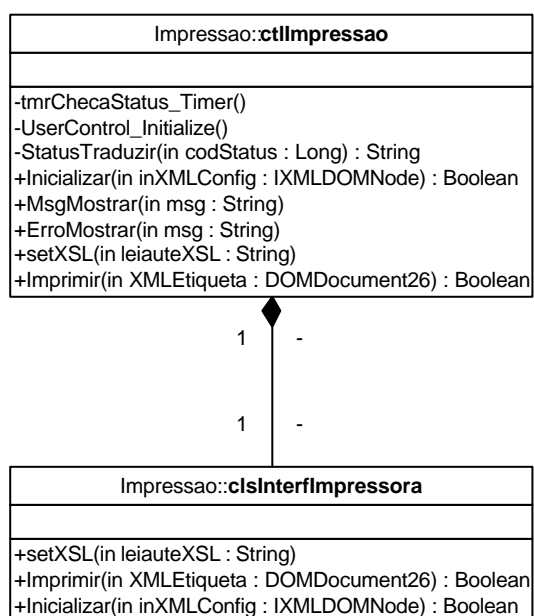 Impressao::ctlImpressao
-tmrChecaStatus_Timer()
-UserControl_Initialize()
-StatusTraduzir(in codStatus : Long) : String
+Inicializar(in inXMLConfig : IXMLDOMNode) : Boolean
+MsgMostrar(in msg : String)
+ErroMostrar(in msg : String)
+setXSL(in leiauteXSL : String)
+Imprimir(in XMLEtiqueta : DOMDocument26) : Boolean
1 -
1 -
Impressao::clsInterfImpressora
+setXSL(in leiauteXSL : String)
+Imprimir(in XMLEtiqueta : DOMDocument26) : Boolean
+Inicializar(in inXMLConfig : IXMLDOMNode) : Boolean